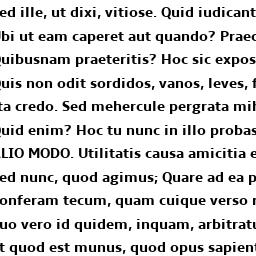 ed ille, ut dixi, vitiose. Quid iudicant
bi ut eam caperet aut quando? Praec
uibusnam praeteritis? Hoc sic expos
uis non odit sordidos, vanos, leves, f
ta credo. Sed mehercule pergrata mih
uid enim? Hoc tu nunc in illo probas
LIO MODO. Utilitatis causa amicitia e
ed nunc, quod agimus; Quare ad ea p
onferam tecum, quam cuique verso r
uo vero id quidem, inquam, arbitratu
t quod est munus, quod opus sapient